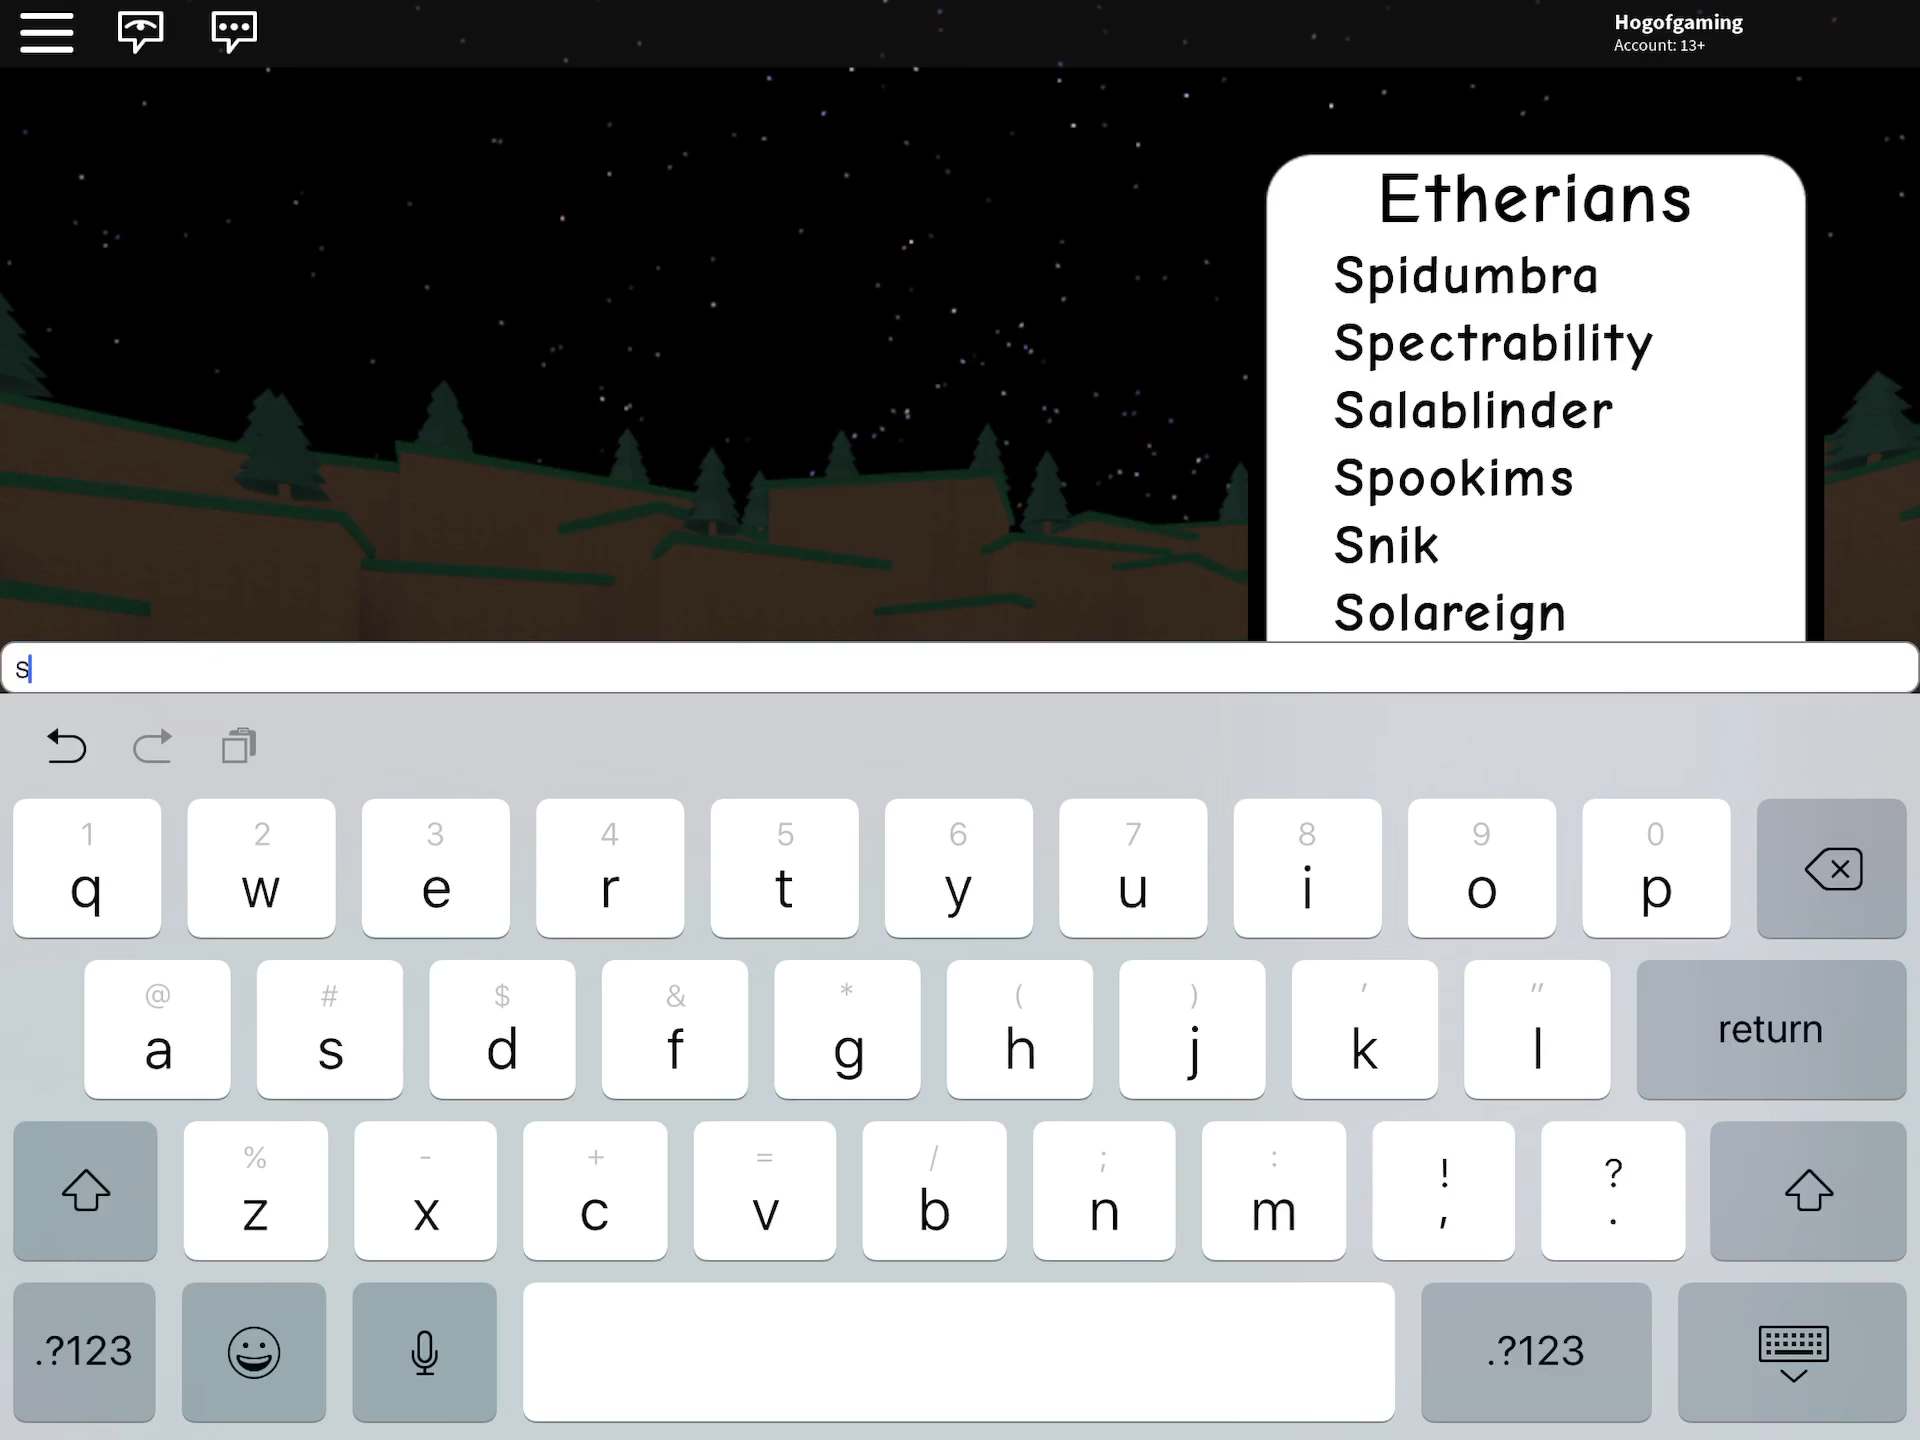 Hogofgaming
Account: 13+
Etherians
Spidumbra
Spectrability
Salablinder
Spookims
Snik
Solareign
s
1 2 3 4 5 6 7 8 9 0
q w e r t y u i o p
@ # $ & * ( ) ' "
a s d f g h j k l return
% - + = / ; : ! ?
z x c v b n m , .
.?123 .?123